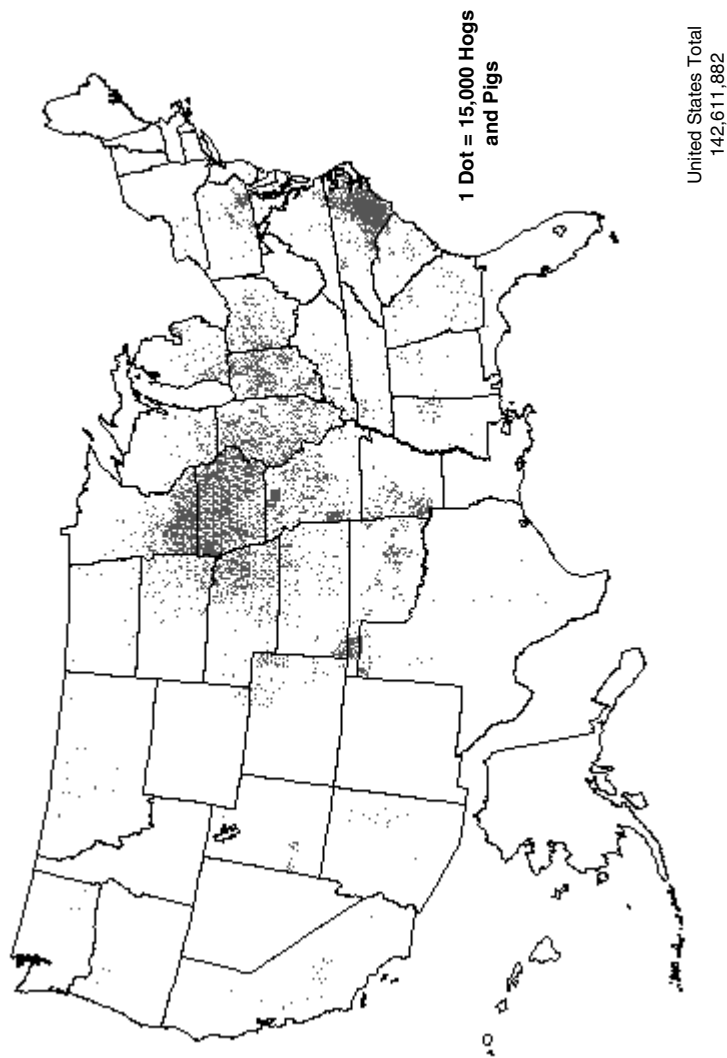 1 Dot = 15,000 Hogs
and Pigs
United States Total
142,611,882